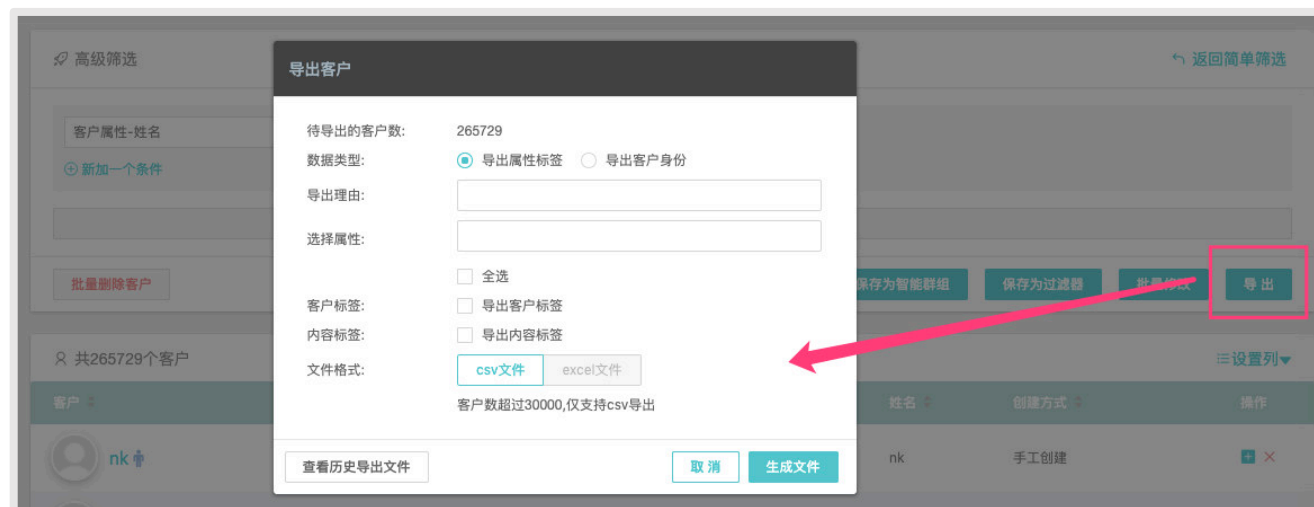 高级筛选
返回简单筛选
导出客户
客户属性-姓名
新加一个条件
待导出的客户数: 265729
数据类型: 导出属性标签 导出客户身份
导出理由:
选择属性:
全选
客户标签: 导出客户标签
内容标签: 导出内容标签
文件格式: csv文件 excel文件
客户数超过30000,仅支持csv导出
查看历史导出文件 取消 生成文件
批量删除客户
保存为智能群组 保存为过滤器 批量修改 导出
共265729个客户
设置列
客户 姓名 创建方式 操作
nk nk 手工创建